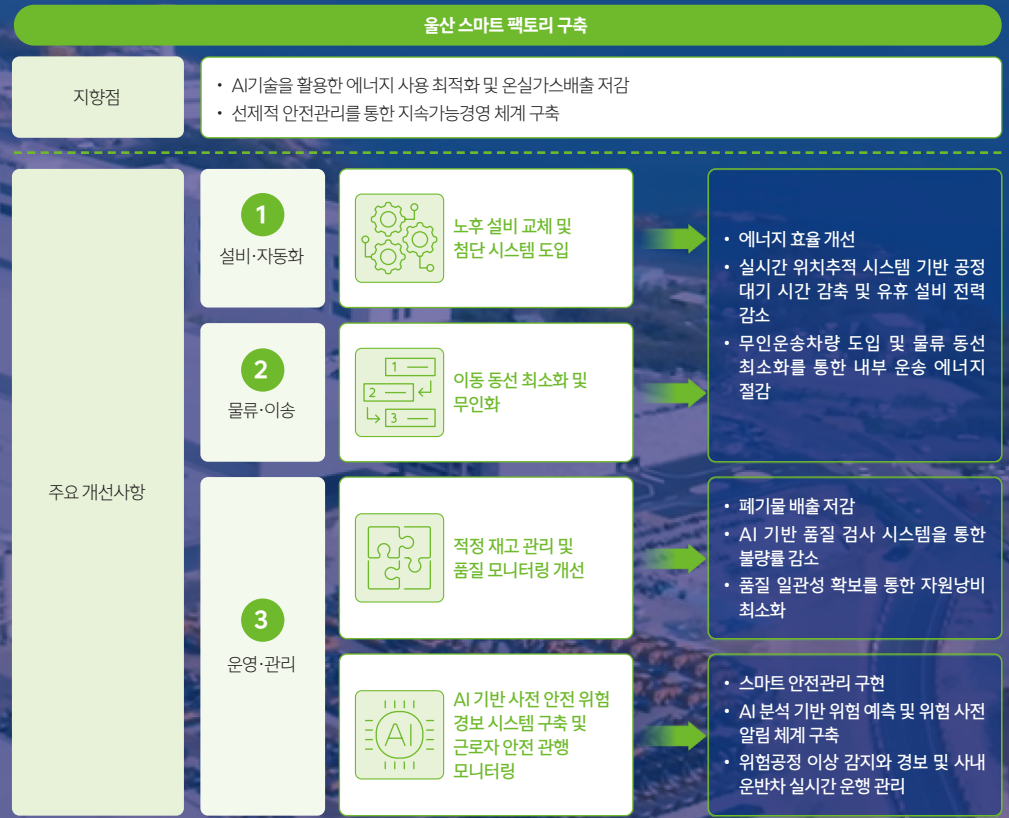 울산 스마트 팩토리 구축
지향점
• AI기술을 활용한 에너지 사용 최적화 및 온실가스배출 저감
• 선제적 안전관리를 통한 지속가능경영 체계 구축
주요 개선사항
1
설비·자동화
노후 설비 교체 및
첨단 시스템 도입
2
물류·이송
1
2
3
이동 동선 최소화 및
무인화
• 에너지 효율 개선
• 실시간 위치추적 시스템 기반 공정
대기 시간 감축 및 유휴 설비 전력
감소
• 무인운송차량 도입 및 물류 동선
최소화를 통한 내부 운송 에너지
절감
3
운영·관리
적정 재고 관리 및
품질 모니터링 개선
• 폐기물 배출 저감
• AI 기반 품질 검사 시스템을 통한
불량률 감소
• 품질 일관성 확보를 통한 자원낭비
최소화
AI
AI 기반 사전 안전 위험
경보 시스템 구축 및
근로자 안전 관행
모니터링
• 스마트 안전관리 구현
• AI 분석 기반 위험 예측 및 위험 사전
알림 체계 구축
• 위험공정 이상 감지와 경보 및 사내
운반차 실시간 운행 관리